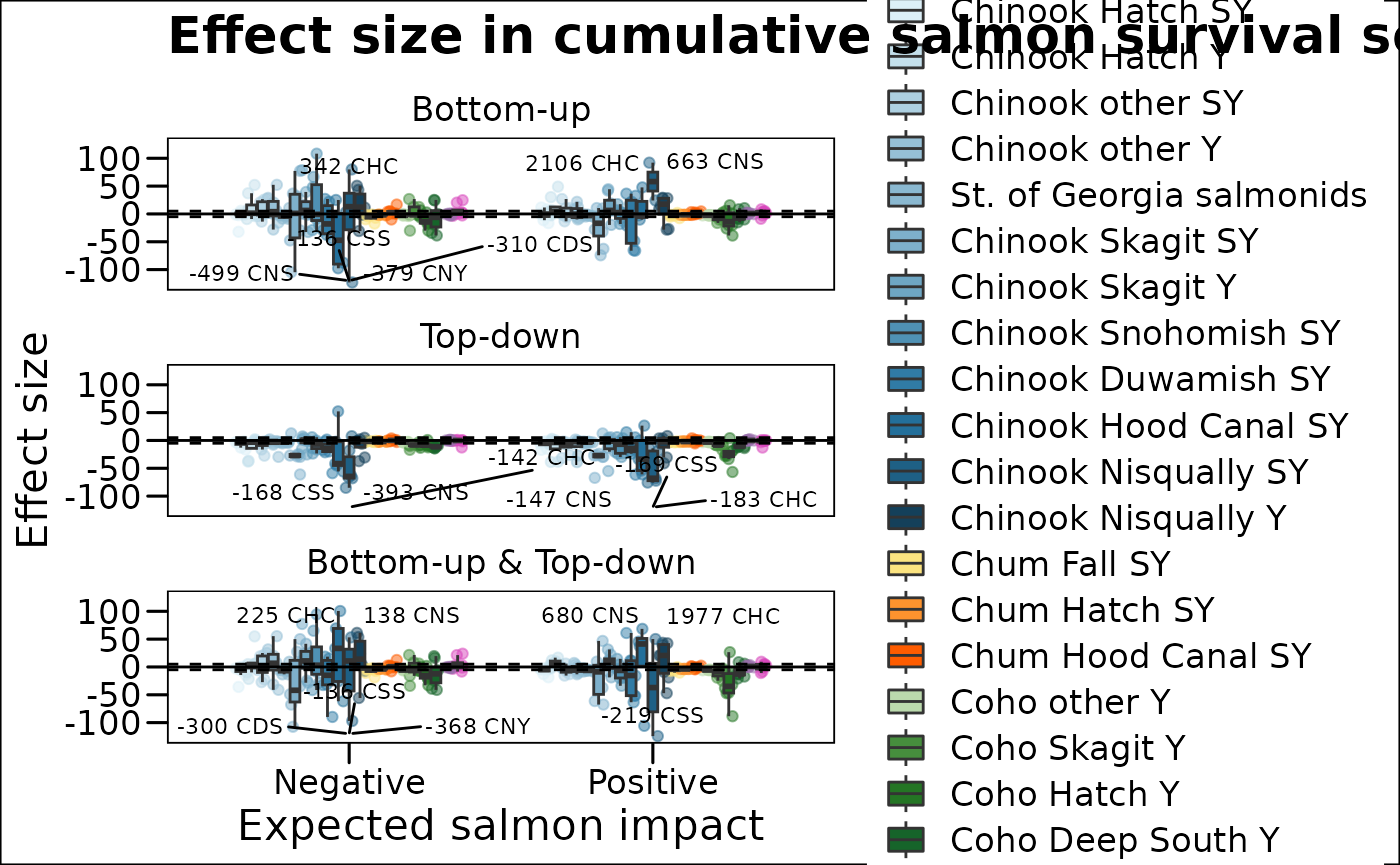 Effect size in cumulative salmon survival s
Bottom-up
100
50
0
-50
-100
342 CHC
2106 CHC
663 CNS
-136 CSS
-310 CDS
-499 CNS
-379 CNY
Top-down
100
50
0
-50
-100
-142 CHC
-169 CSS
-168 CSS
-393 CNS
-147 CNS
-183 CHC
Bottom-up & Top-down
100
50
0
-50
-100
225 CHC
138 CNS
680 CNS
1977 CHC
-136 CSS
-219 CSS
-300 CDS
-368 CNY
Negative
Positive
Expected salmon impact
Effect size
Chinook Hatch SY
Chinook Hatch Y
Chinook other SY
Chinook other Y
St. of Georgia salmonids
Chinook Skagit SY
Chinook Skagit Y
Chinook Snohomish SY
Chinook Duwamish SY
Chinook Hood Canal SY
Chinook Nisqually SY
Chinook Nisqually Y
Chum Fall SY
Chum Hatch SY
Chum Hood Canal SY
Coho other Y
Coho Skagit Y
Coho Hatch Y
Coho Deep South Y